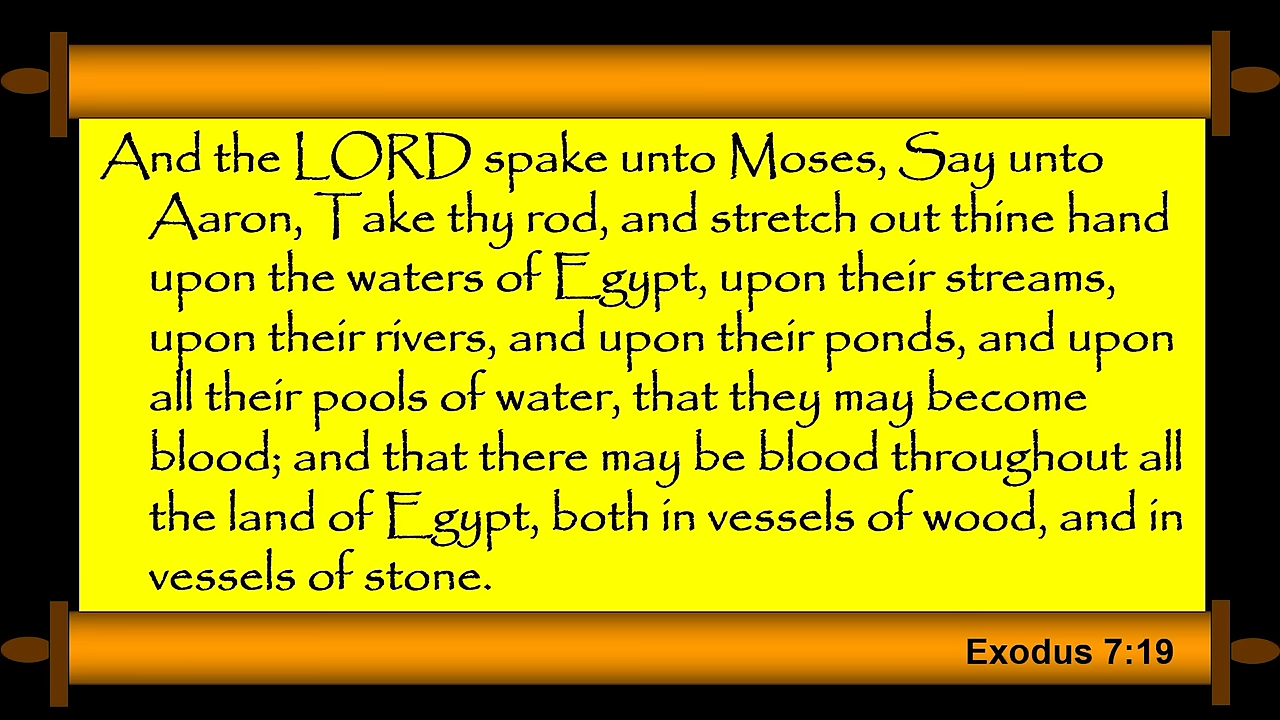 And the LORD spake unto Moses, Say unto
Aaron, Take thy rod, and stretch out thine hand
upon the waters of Egypt, upon their streams,
upon their rivers, and upon their ponds, and upon
all their pools of water, that they may become
blood; and that there may be blood throughout all
the land of Egypt, both in vessels of wood, and in
vessels of stone.
Exodus 7:19